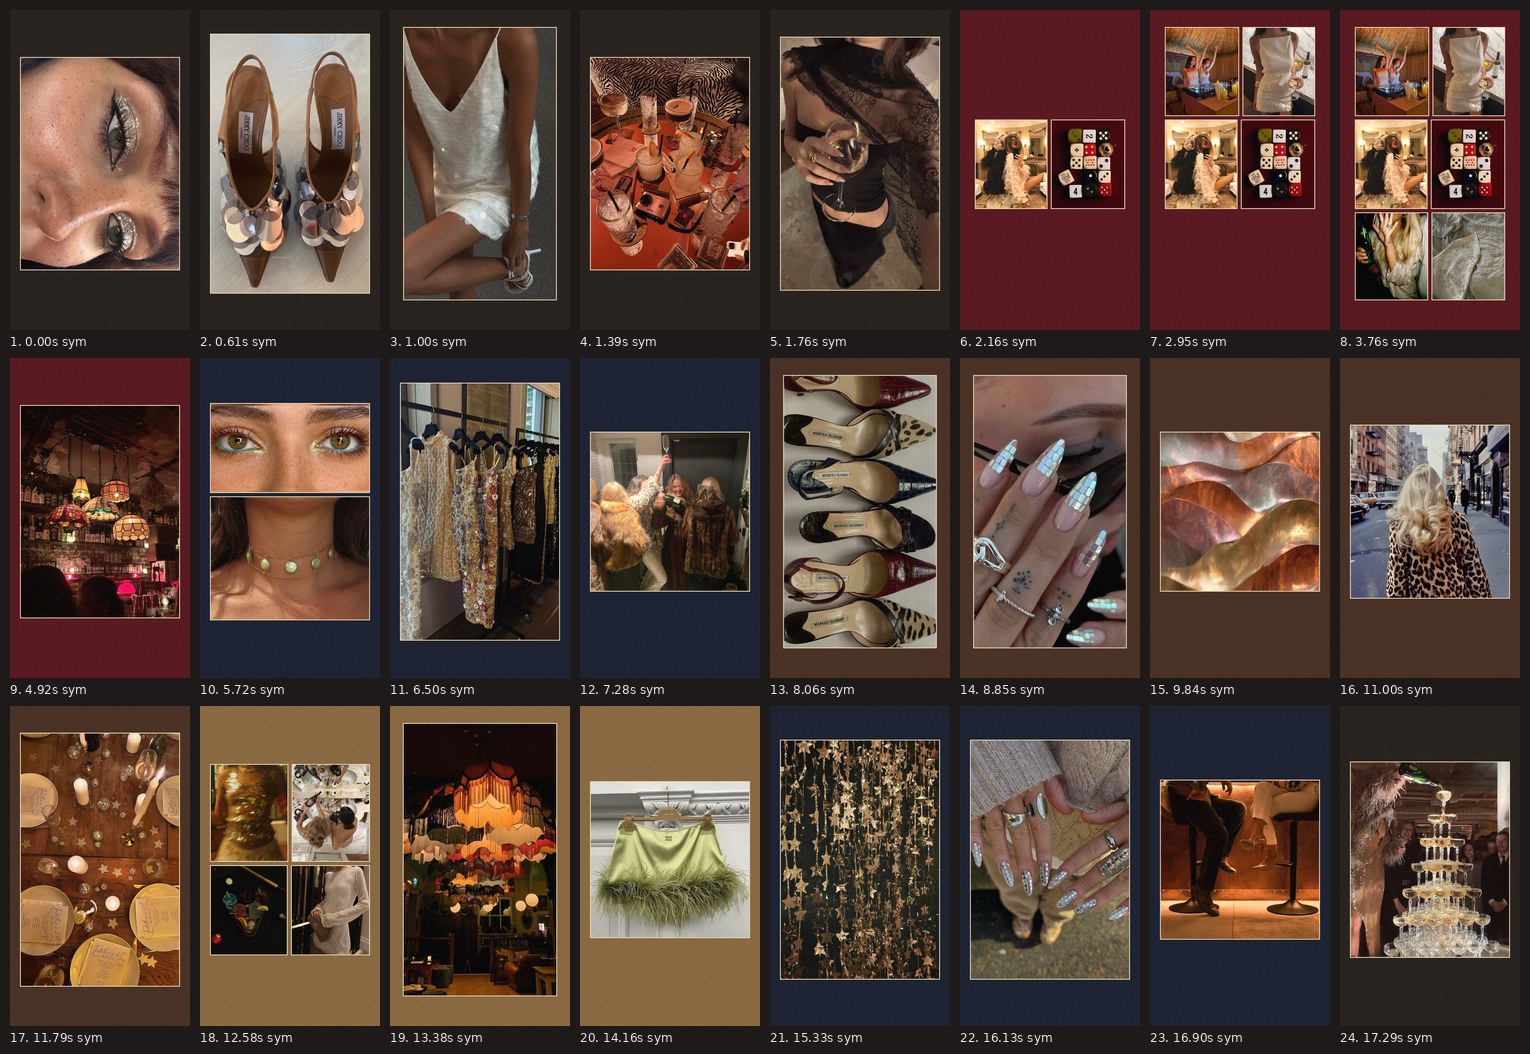 JIMMY CHOO
JIMMY CHOO
1. 0.00s sym
2. 0.61s sym
3. 1.00s sym
4. 1.39s sym
5. 1.76s sym
6. 2.16s sym
7. 2.95s sym
8. 3.76s sym
9. 4.92s sym
10. 5.72s sym
11. 6.50s sym
12. 7.28s sym
13. 8.06s sym
14. 8.85s sym
15. 9.84s sym
16. 11.00s sym
17. 11.79s sym
18. 12.58s sym
19. 13.38s sym
20. 14.16s sym
21. 15.33s sym
22. 16.13s sym
23. 16.90s sym
24. 17.29s sym